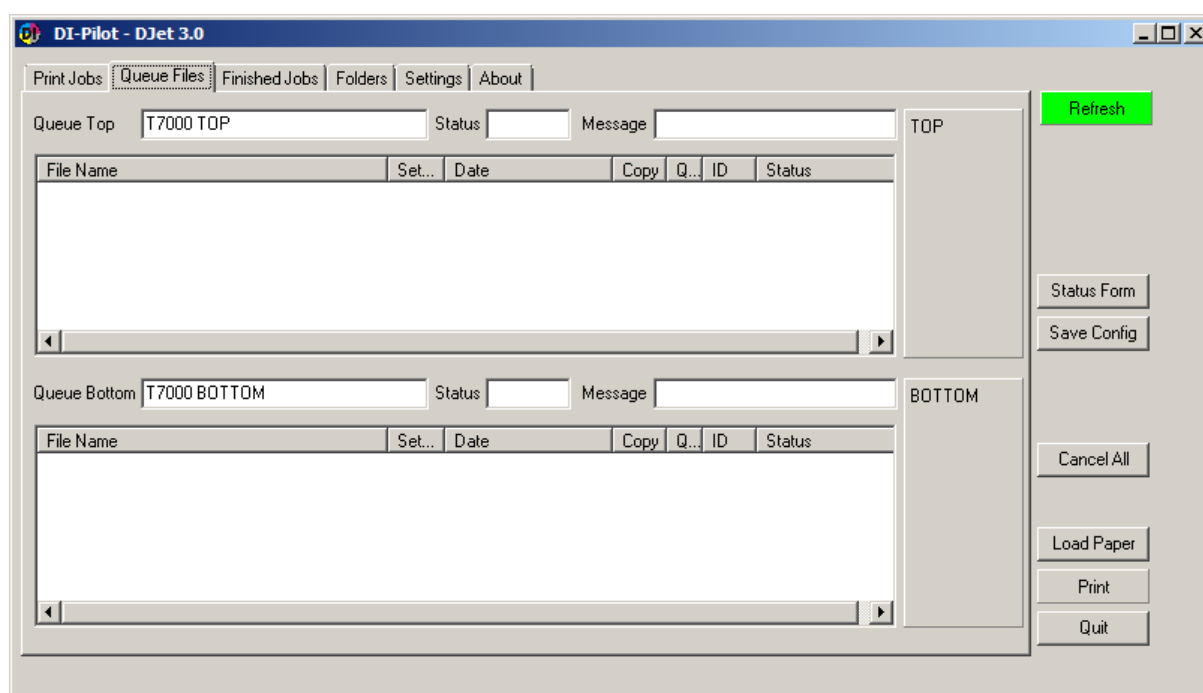 DI-Pilot - DJet 3.0
Print Jobs Queue Files Finished Jobs Folders Settings About
Refresh
Queue Top T7000 TOP Status Message TOP
File Name Set... Date Copy Q... ID Status
Status Form
Save Config
Queue Bottom T7000 BOTTOM Status Message BOTTOM
File Name Set... Date Copy Q... ID Status
Cancel All
Load Paper
Print
Quit